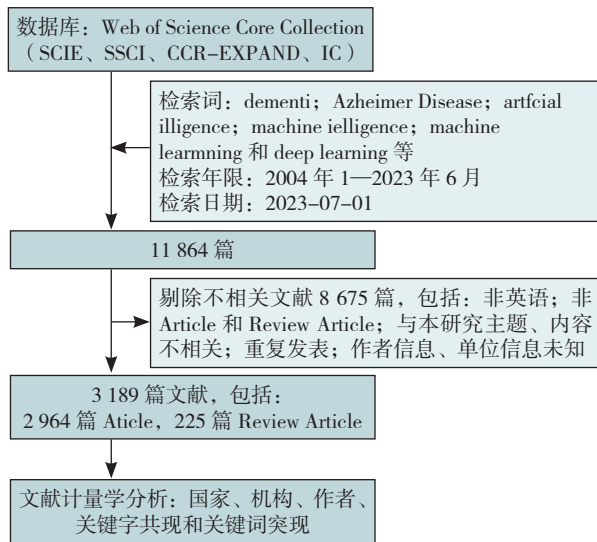 数据库：Web of Science Core Collection
（SCIE、SSCI、CCR-EXPAND、IC）
检索词：dementi；Azheimer Disease；artfcial
illigence；machine ielligence；machine
learmning 和 deep learning 等
检索年限：2004 年 1—2023 年 6 月
检索日期：2023-07-01
11 864 篇
剔除不相关文献 8 675 篇，包括：非英语；非
Article 和 Review Article；与本研究主题、内容
不相关；重复发表；作者信息、单位信息未知
3 189 篇文献，包括：
2 964 篇 Aticle，225 篇 Review Article
文献计量学分析：国家、机构、作者、
关键字共现和关键词突现